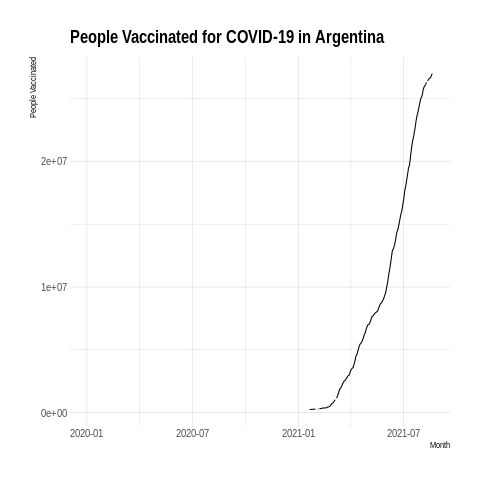 People Vaccinated for COVID-19 in Argentina
People Vaccinated
2e+07
1e+07
0e+00
2020-01 2020-07 2021-01 2021-07
Month